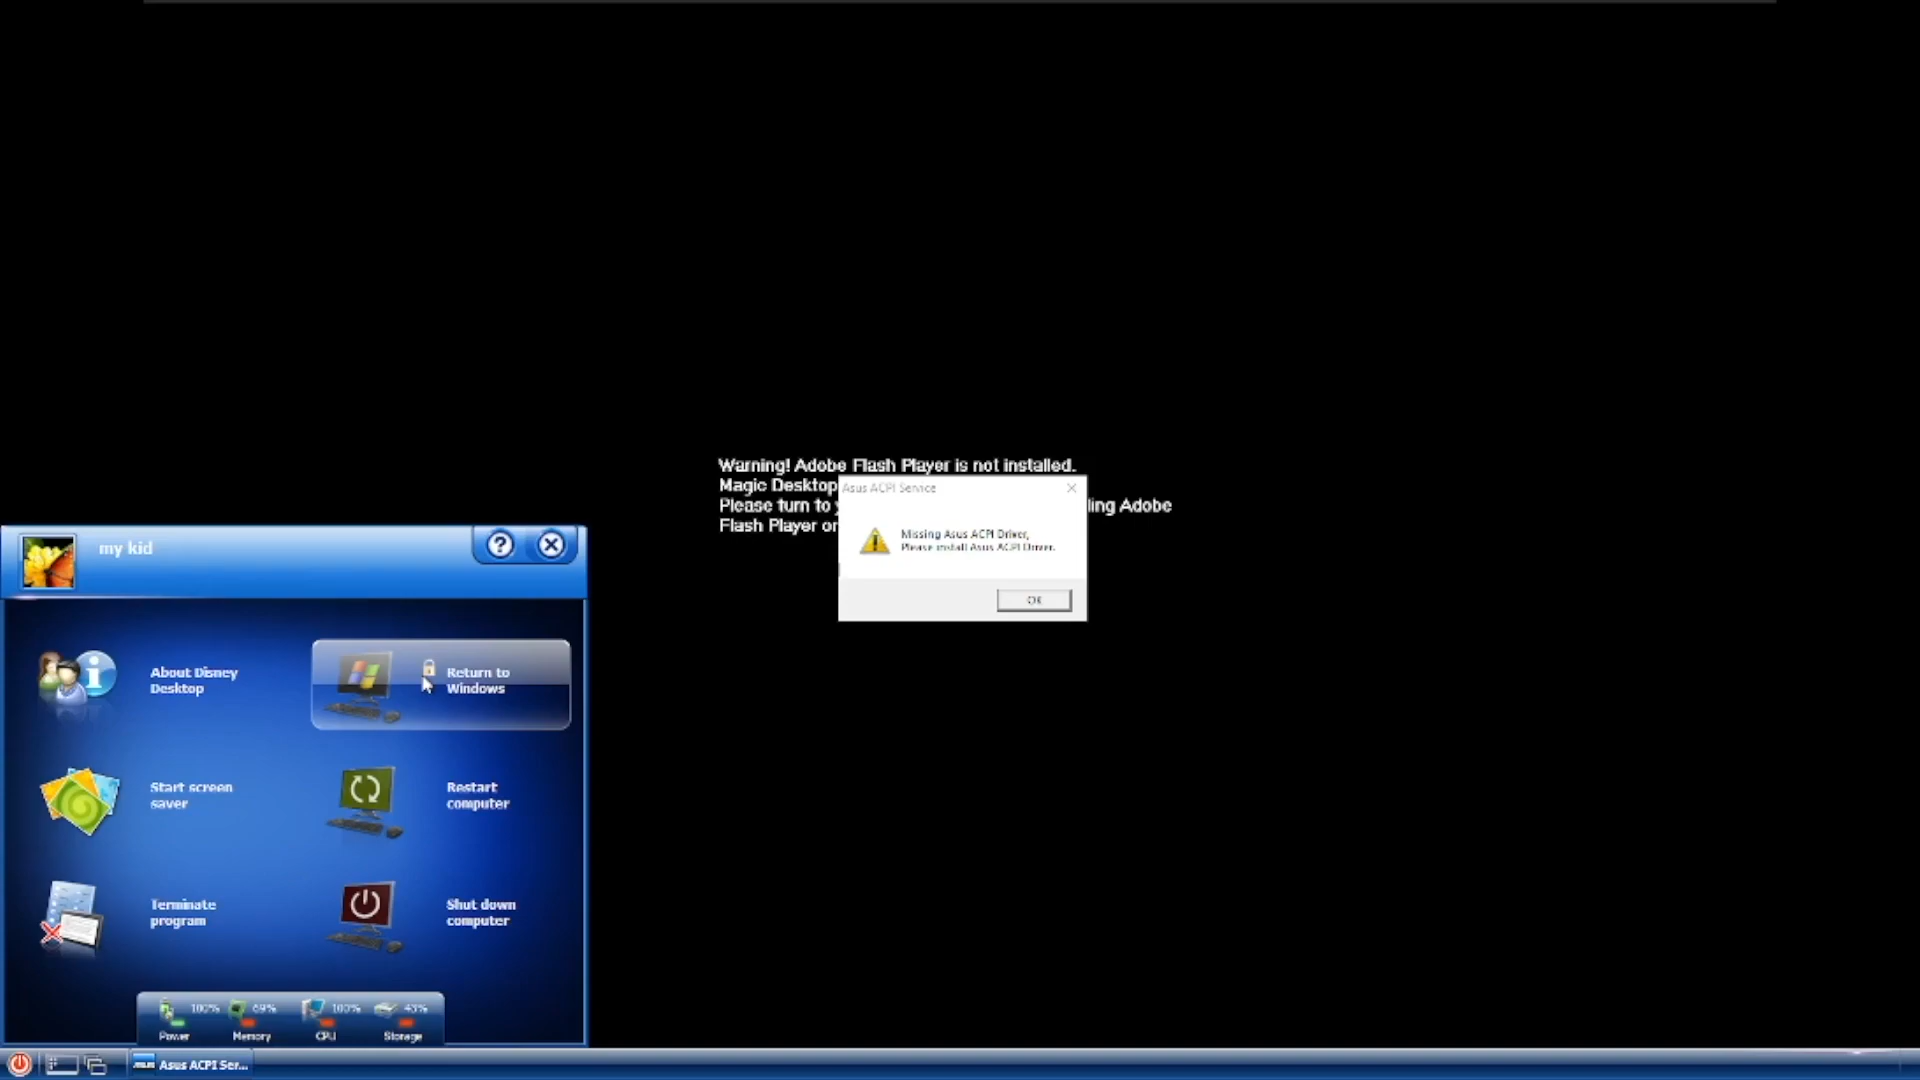 Warning! Adobe Flash Player is not installed.
Magic Desktop
Please turn to
ling Adobe
Flash Player or
Asus ACPI Service
Missing Asus ACPI Driver,
Please install Asus ACPI Driver.
OK
my kid
?
About Disney
Desktop
Return to
Windows
Start screen
saver
Restart
computer
Terminate
program
Shut down
computer
100% 69% 100% 43%
Power Memory CPU Storage
Asus ACPI Ser...